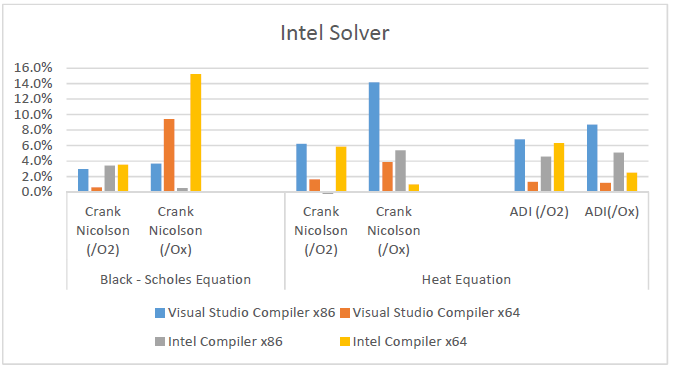 Intel Solver
16.0%
14.0%
12.0%
10.0%
8.0%
6.0%
4.0%
2.0%
0.0%
Crank Nicolson (/O2)
Crank Nicolson (/Ox)
Crank Nicolson (/O2)
Crank Nicolson (/Ox)
ADI (/O2)
ADI(/Ox)
Black - Scholes Equation
Heat Equation
Visual Studio Compiler x86
Visual Studio Compiler x64
Intel Compiler x86
Intel Compiler x64